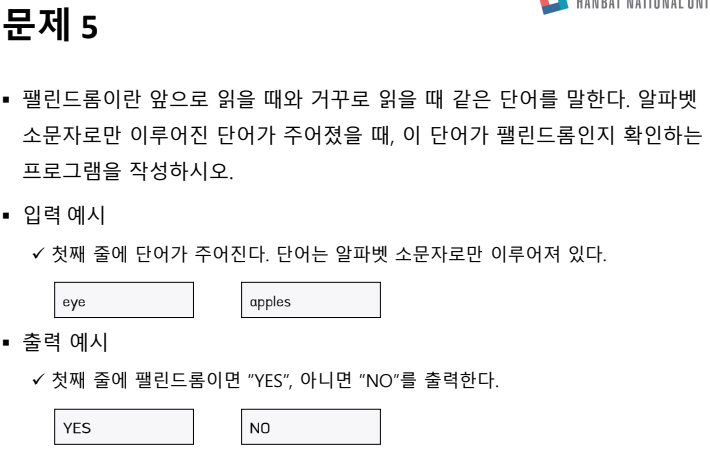 HANBAT NATIONAL UNI
문제 5
▪ 팰린드롬이란 앞으로 읽을 때와 거꾸로 읽을 때 같은 단어를 말한다. 알파벳
소문자로만 이루어진 단어가 주어졌을 때, 이 단어가 팰린드롬인지 확인하는
프로그램을 작성하시오.
▪ 입력 예시
✓ 첫째 줄에 단어가 주어진다. 단어는 알파벳 소문자로만 이루어져 있다.
eye apples
▪ 출력 예시
✓ 첫째 줄에 팰린드롬이면 "YES", 아니면 "NO"를 출력한다.
YES NO